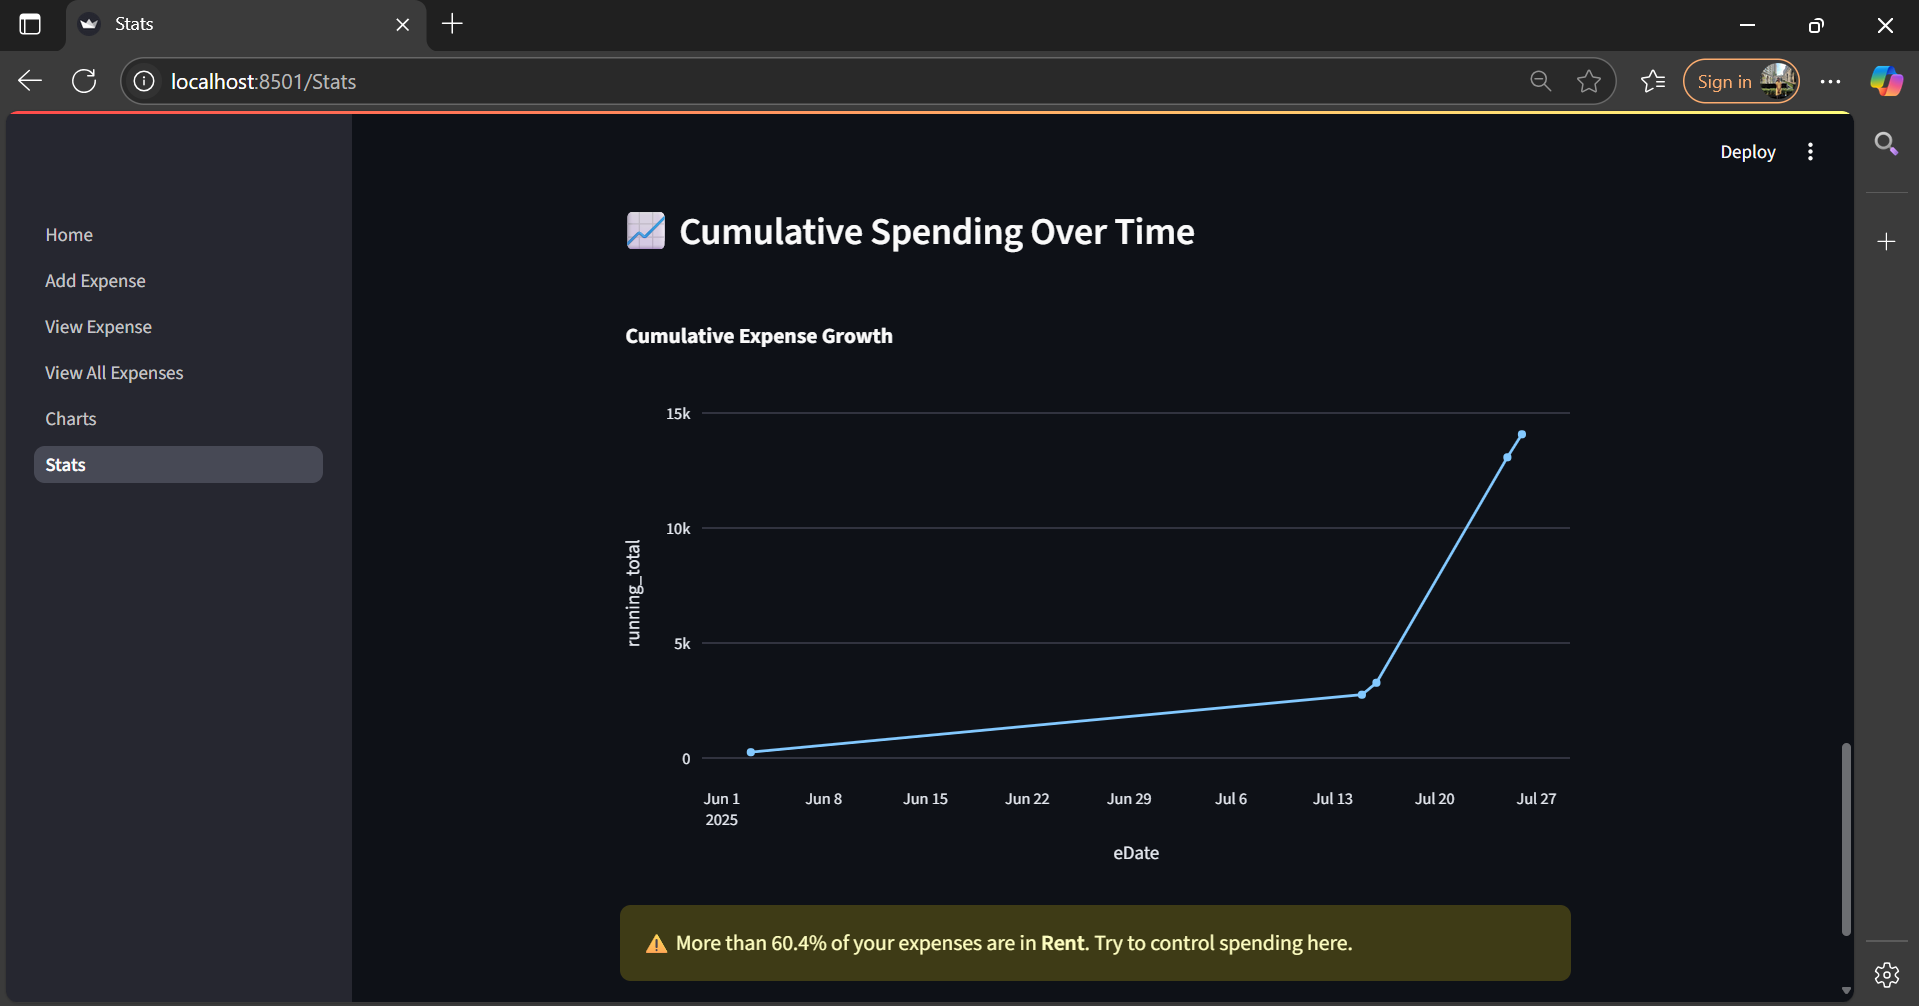 Stats
localhost:8501/Stats
Sign in
Deploy
Home
Add Expense
View Expense
View All Expenses
Charts
Stats
Cumulative Spending Over Time
Cumulative Expense Growth
15k
10k
5k
0
running_total
Jun 1 Jun 8 Jun 15 Jun 22 Jun 29 Jul 6 Jul 13 Jul 20 Jul 27
2025
eDate
More than 60.4% of your expenses are in Rent. Try to control spending here.